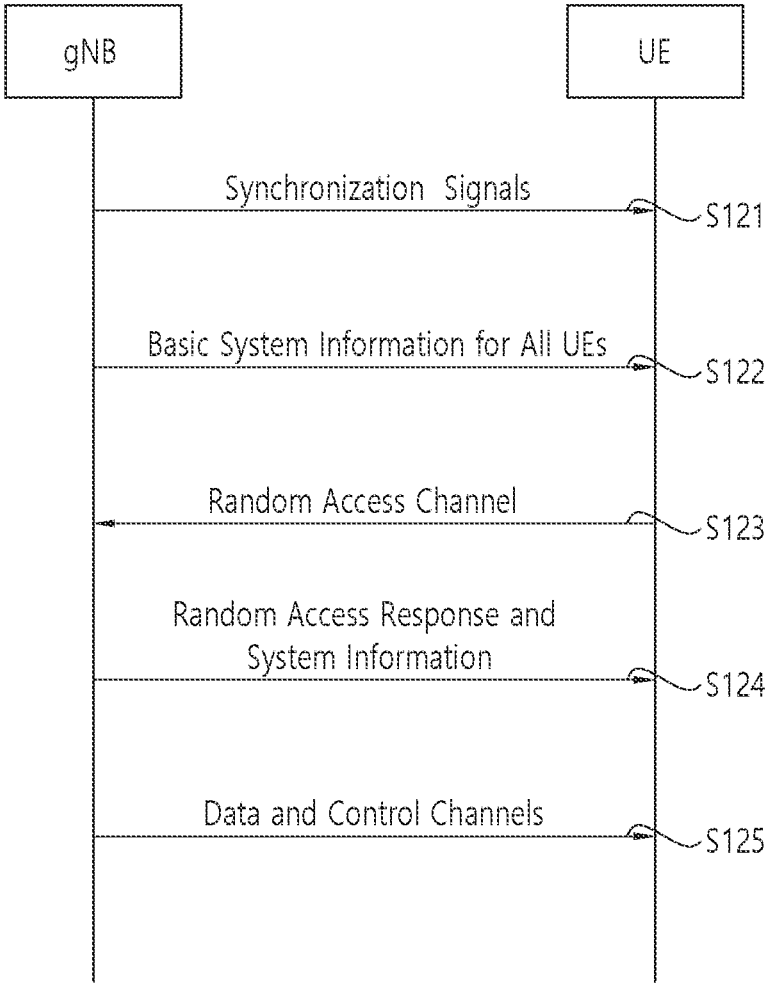 gNB
UE
Synchronization Signals
S121
Basic System Information for All UEs
S122
Random Access Channel
S123
Random Access Response and
System Information
S124
Data and Control Channels
S125